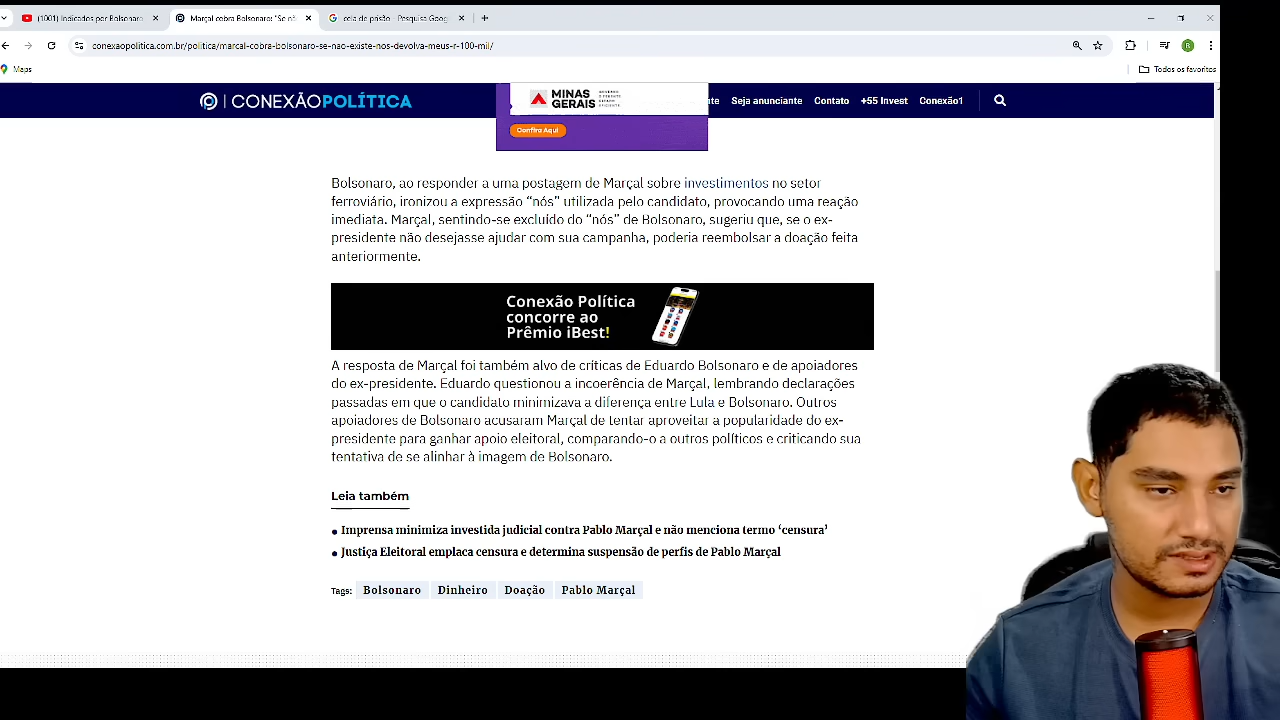 (1001) Indicados por Bolsonaro
Marçal cobra Bolsonaro: "Se nã
cela de prisão - Pesquisa Goog
conexaopolitica.com.br/politica/marcal-cobra-bolsonaro-se-nao-existe-nos-devolva-meus-r-100-mil/
B
Maps
Todos os favoritos
CONEXÃOPOLÍTICA
MINAS GERAIS
Seja anunciante
Contato
+55 Invest
Conexão1
Confira Aqui
Bolsonaro, ao responder a uma postagem de Marçal sobre investimentos no setor
ferroviário, ironizou a expressão “nós” utilizada pelo candidato, provocando uma reação
imediata. Marçal, sentindo-se excluído do “nós” de Bolsonaro, sugeriu que, se o ex-
presidente não desejasse ajudar com sua campanha, poderia reembolsar a doação feita
anteriormente.
Conexão Política
concorre ao
Prêmio iBest!
A resposta de Marçal foi também alvo de críticas de Eduardo Bolsonaro e de apoiadores
do ex-presidente. Eduardo questionou a incoerência de Marçal, lembrando declarações
passadas em que o candidato minimizava a diferença entre Lula e Bolsonaro. Outros
apoiadores de Bolsonaro acusaram Marçal de tentar aproveitar a popularidade do ex-
presidente para ganhar apoio eleitoral, comparando-o a outros políticos e criticando sua
tentativa de se alinhar à imagem de Bolsonaro.
Leia também
Imprensa minimiza investida judicial contra Pablo Marçal e não menciona termo ‘censura’
Justiça Eleitoral emplaca censura e determina suspensão de perfis de Pablo Marçal
Tags: Bolsonaro Dinheiro Doação Pablo Marçal